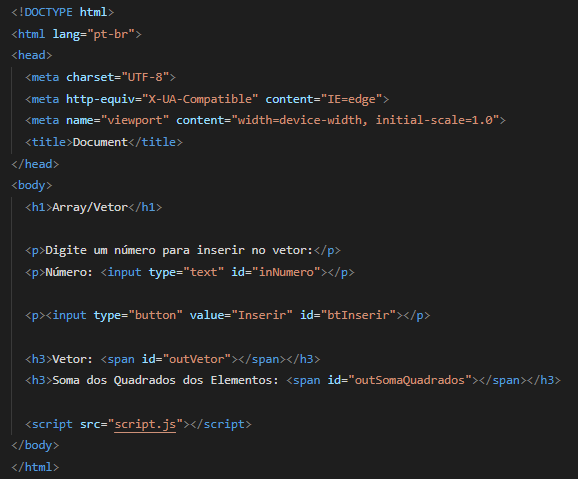 <!DOCTYPE html>
<html lang="pt-br">
<head>
<meta charset="UTF-8">
<meta http-equiv="X-UA-Compatible" content="IE=edge">
<meta name="viewport" content="width=device-width, initial-scale=1.0">
<title>Document</title>
</head>
<body>
<h1>Array/Vetor</h1>
<p>Digite um número para inserir no vetor:</p>
<p>Número: <input type="text" id="inNumero"></p>
<p><input type="button" value="Inserir" id="btInserir"></p>
<h3>Vetor: <span id="outVetor"></span></h3>
<h3>Soma dos Quadrados dos Elementos: <span id="outSomaQuadrados"></span></h3>
<script src="script.js"></script>
</body>
</html>